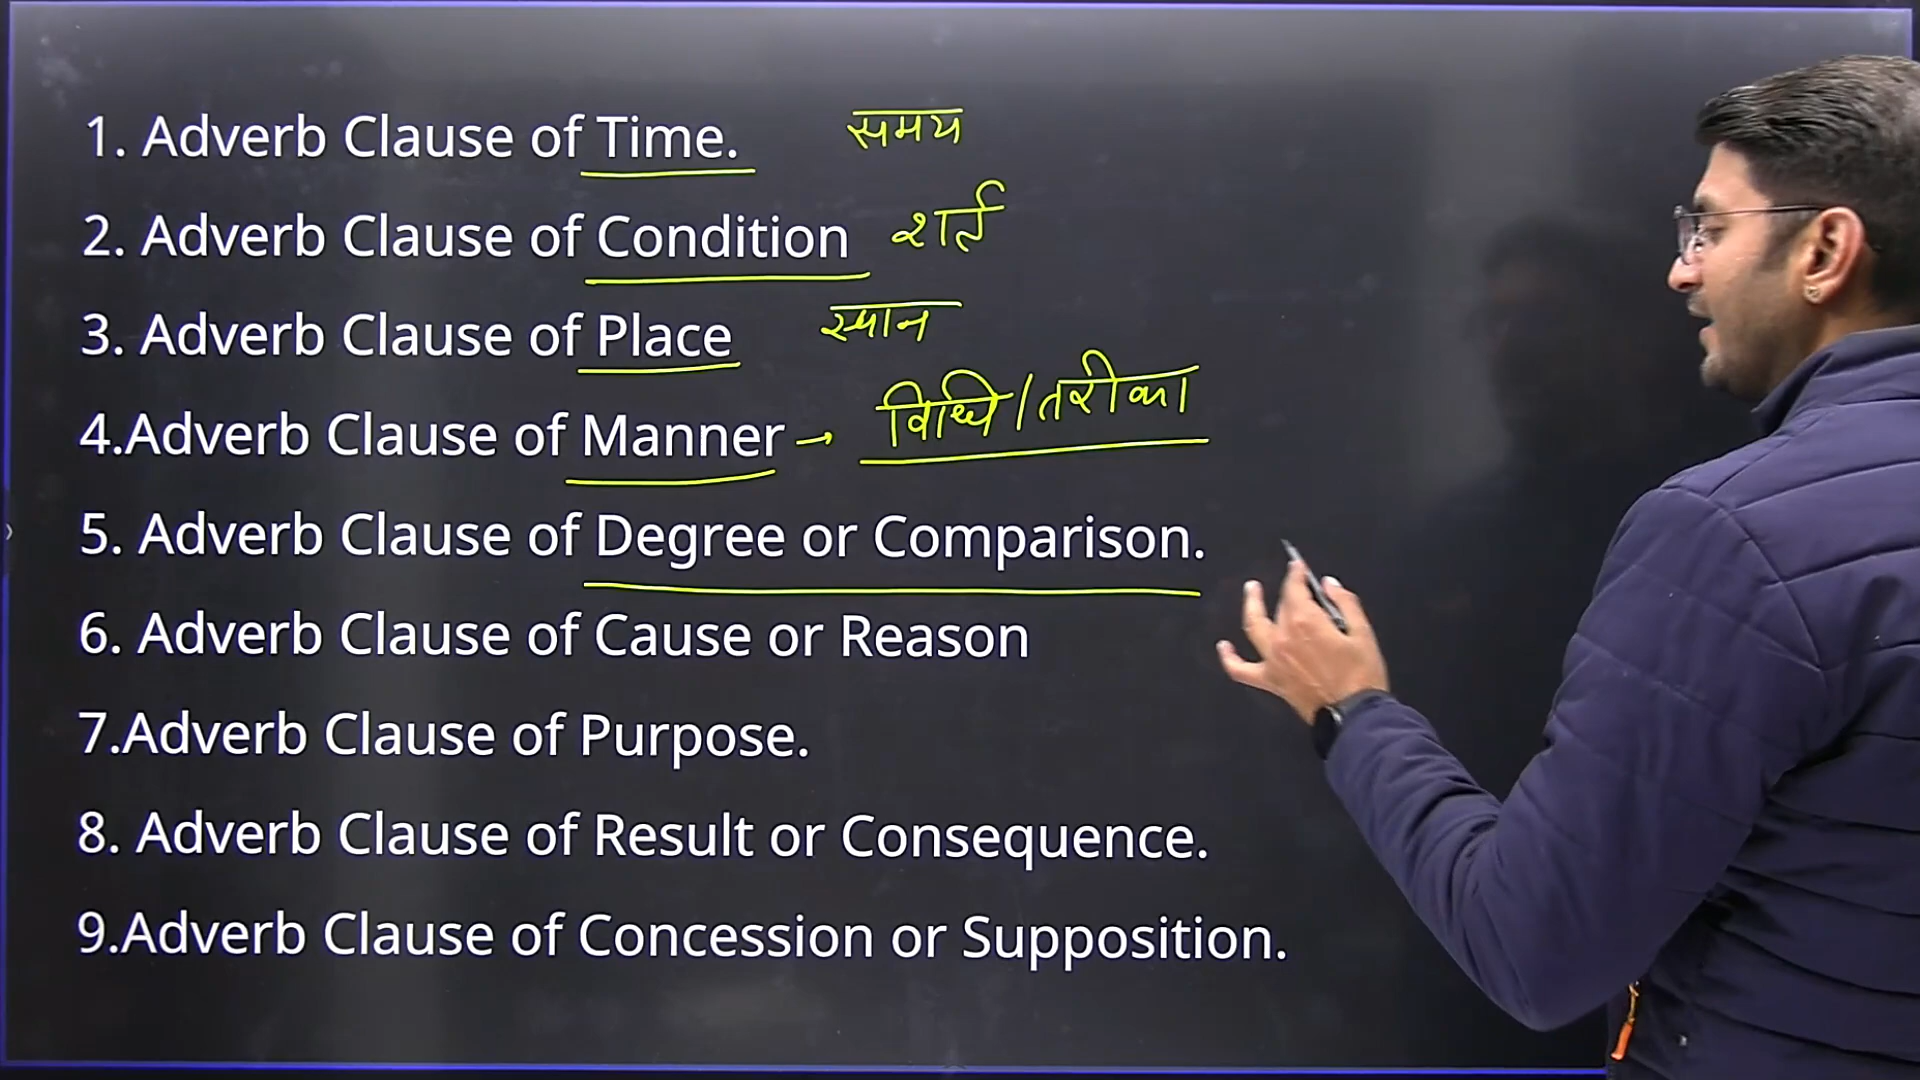 1. Adverb Clause of Time. समय
2. Adverb Clause of Condition शर्त
3. Adverb Clause of Place स्थान
4.Adverb Clause of Manner → विधि/तरीका
5. Adverb Clause of Degree or Comparison.
6. Adverb Clause of Cause or Reason
7.Adverb Clause of Purpose.
8. Adverb Clause of Result or Consequence.
9.Adverb Clause of Concession or Supposition.